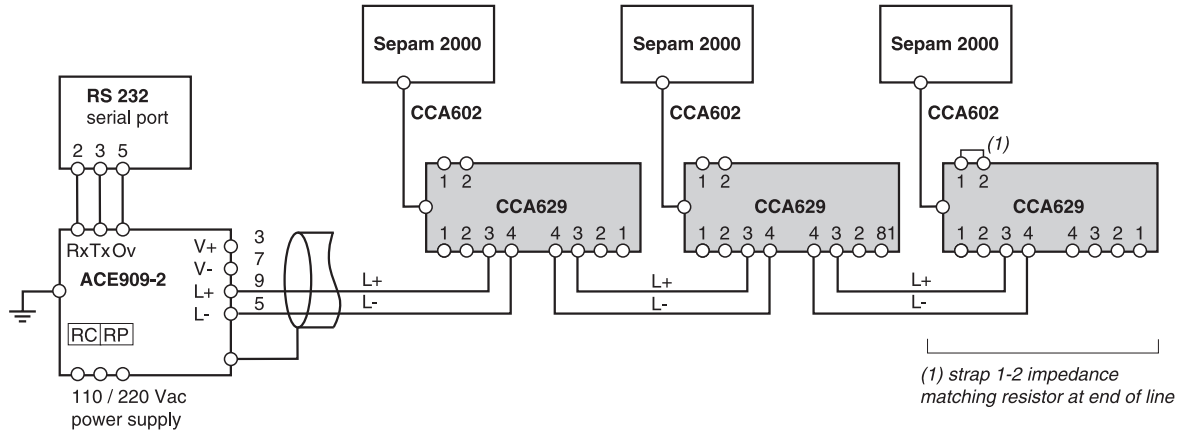 Sepam 2000 Sepam 2000 Sepam 2000
RS 232
serial port
CCA602 CCA602 CCA602
2 3 5
(1)
1 2 1 2 1 2
CCA629 CCA629 CCA629
1 2 3 4 4 3 2 1 1 2 3 4 4 3 2 81 1 2 3 4 4 3 2 1
RxTxOv
V+ 3
V- 7
ACE909-2
L+ 9
L- 5
L+ L+ L+
L- L- L-
RC RP
110 / 220 Vac
power supply
(1) strap 1-2 impedance
matching resistor at end of line